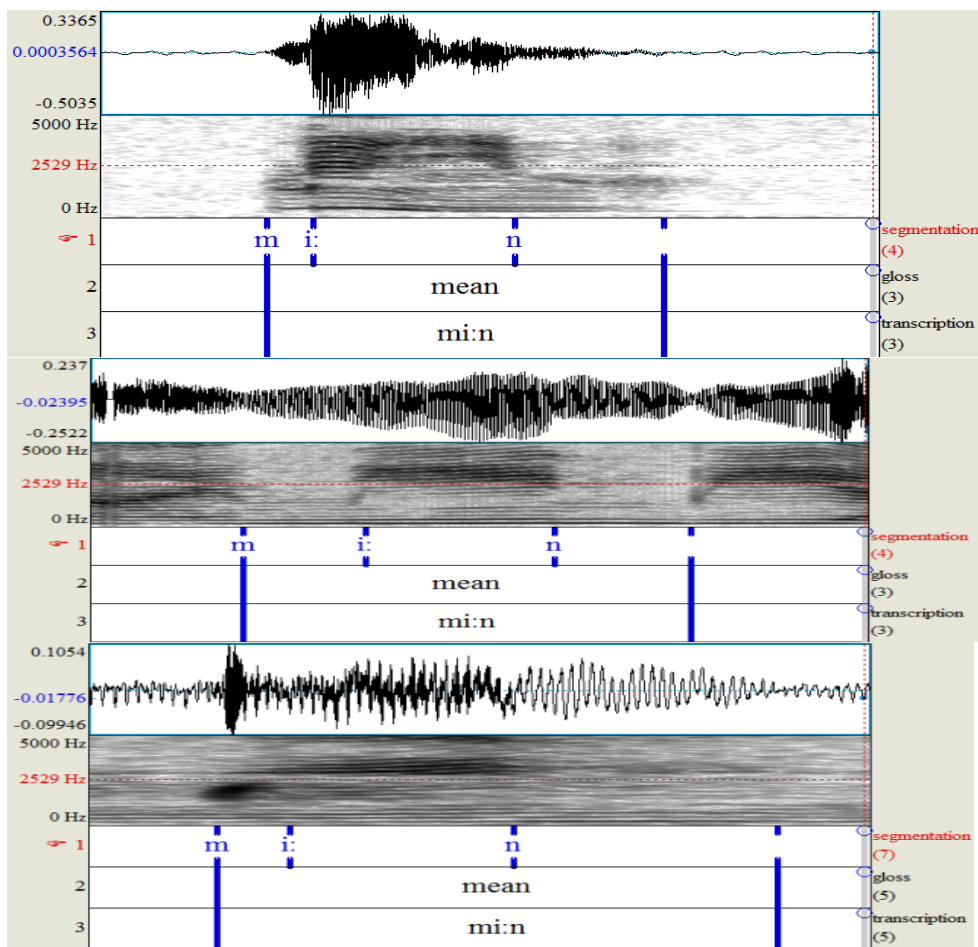 0.3365
0.0003564
-0.5035
5000 Hz
2529 Hz
0 Hz
☞ 1 m i: n segmentation (4)
2 mean gloss (3)
3 mi:n transcription (3)
0.237
-0.02395
-0.2522
5000 Hz
2529 Hz
0 Hz
☞ 1 m i: n segmentation (4)
2 mean gloss (3)
3 mi:n transcription (3)
0.1054
-0.01776
-0.09946
5000 Hz
2529 Hz
0 Hz
☞ 1 m i: n segmentation (7)
2 mean gloss (5)
3 mi:n transcription (5)